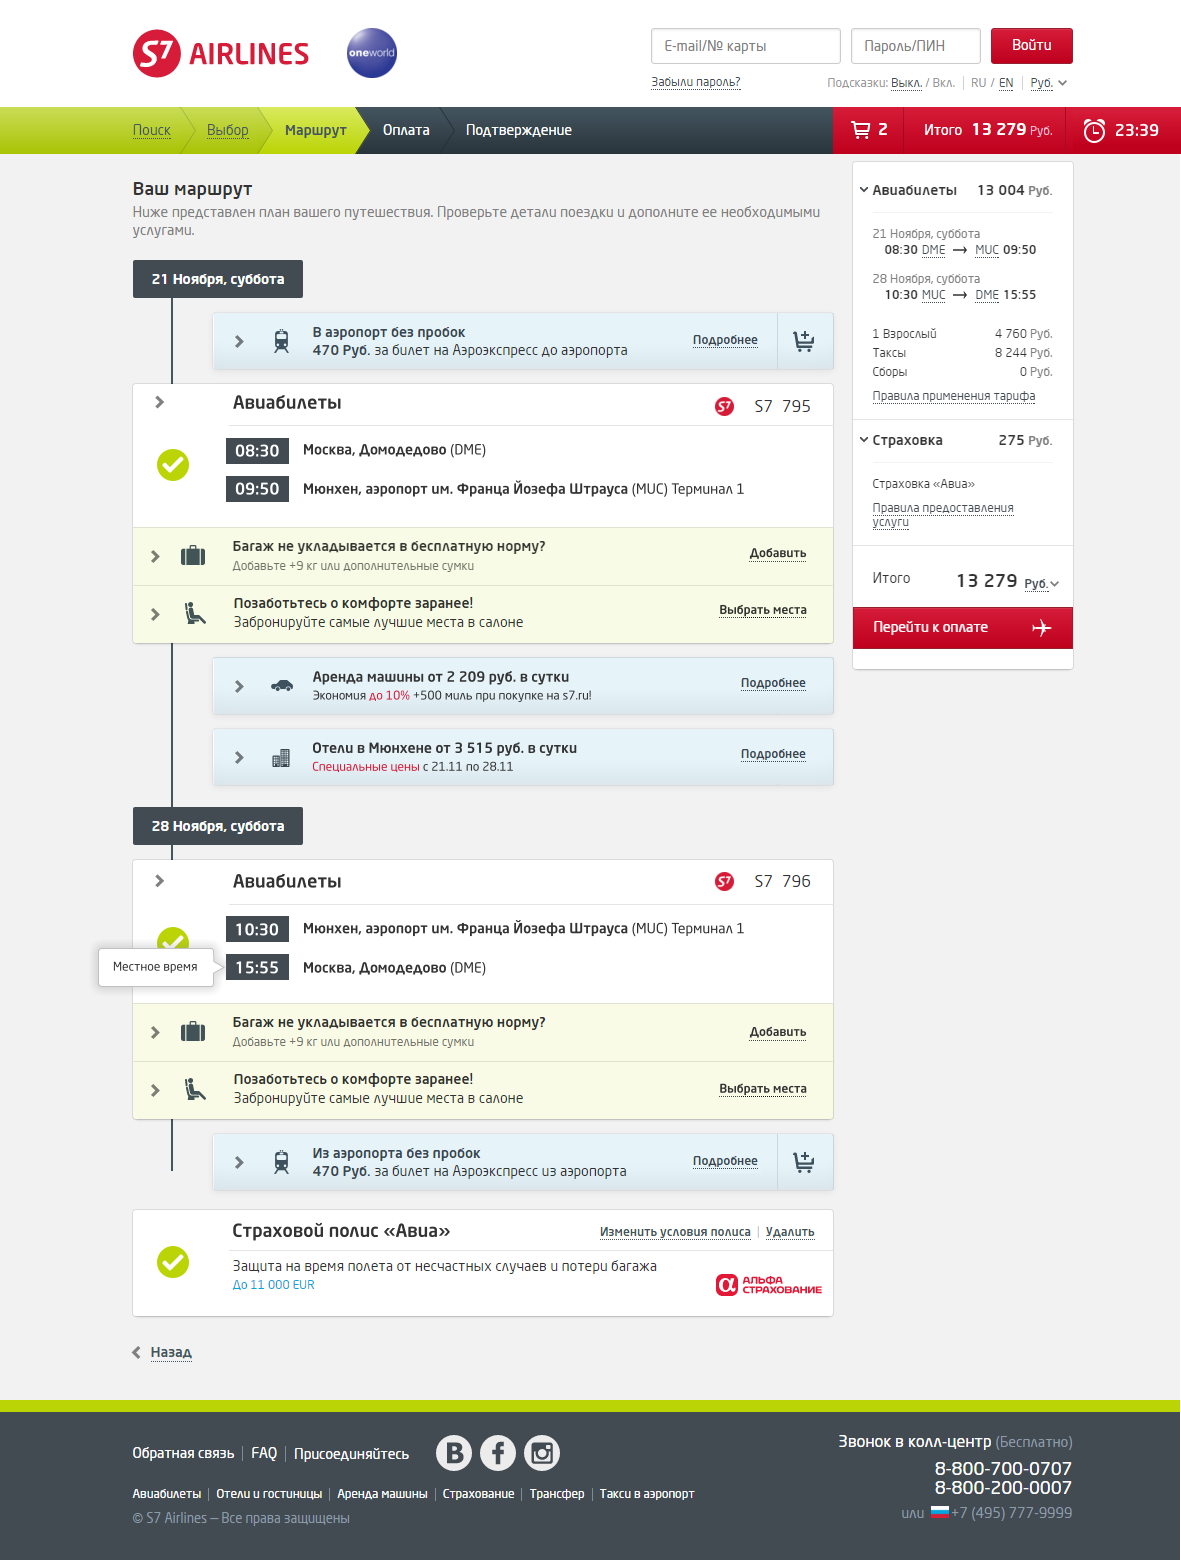 S7 AIRLINES
oneworld
E-mail/№ карты
Пароль/ПИН
Войти
Забыли пароль?
Подсказки: Выкл. / Вкл. RU / EN Руб.
Поиск
Выбор
Маршрут
Оплата
Подтверждение
2
Итого 13 279 Руб.
23:39
Ваш маршрут
Ниже представлен план вашего путешествия. Проверьте детали поездки и дополните ее необходимыми
услугами.
21 Ноября, суббота
В аэропорт без пробок
470 Руб. за билет на Аэроэкспресс до аэропорта
Подробнее
Авиабилеты
S7 S7 795
08:30 Москва, Домодедово (DME)
09:50 Мюнхен, аэропорт им. Франца Йозефа Штрауса (MUC) Терминал 1
Багаж не укладывается в бесплатную норму?
Добавьте +9 кг или дополнительные сумки
Добавить
Позаботьтесь о комфорте заранее!
Забронируйте самые лучшие места в салоне
Выбрать места
Аренда машины от 2 209 руб. в сутки
Экономия до 10% +500 миль при покупке на s7.ru!
Подробнее
Отели в Мюнхене от 3 515 руб. в сутки
Специальные цены с 21.11 по 28.11
Подробнее
28 Ноября, суббота
Авиабилеты
S7 S7 796
10:30 Мюнхен, аэропорт им. Франца Йозефа Штрауса (MUC) Терминал 1
Местное время
15:55 Москва, Домодедово (DME)
Багаж не укладывается в бесплатную норму?
Добавьте +9 кг или дополнительные сумки
Добавить
Позаботьтесь о комфорте заранее!
Забронируйте самые лучшие места в салоне
Выбрать места
Из аэропорта без пробок
470 Руб. за билет на Аэроэкспресс из аэропорта
Подробнее
Страховой полис «Авиа»
Изменить условия полиса Удалить
Защита на время полета от несчастных случаев и потери багажа
До 11 000 EUR
α АЛЬФА
СТРАХОВАНИЕ
Назад
Авиабилеты 13 004 Руб.
21 Ноября, суббота
08:30 DME → MUC 09:50
28 Ноября, суббота
10:30 MUC → DME 15:55
1 Взрослый 4 760 Руб.
Таксы 8 244 Руб.
Сборы 0 Руб.
Правила применения тарифа
Страховка 275 Руб.
Страховка «Авиа»
Правила предоставления
услуги
Итого 13 279 Руб.
Перейти к оплате
Обратная связь FAQ Присоединяйтесь
B f
Авиабилеты Отели и гостиницы Аренда машины Страхование Трансфер Такси в аэропорт
© S7 Airlines — Все права защищены
Звонок в колл-центр (Бесплатно)
8-800-700-0707
8-800-200-0007
или +7 (495) 777-9999